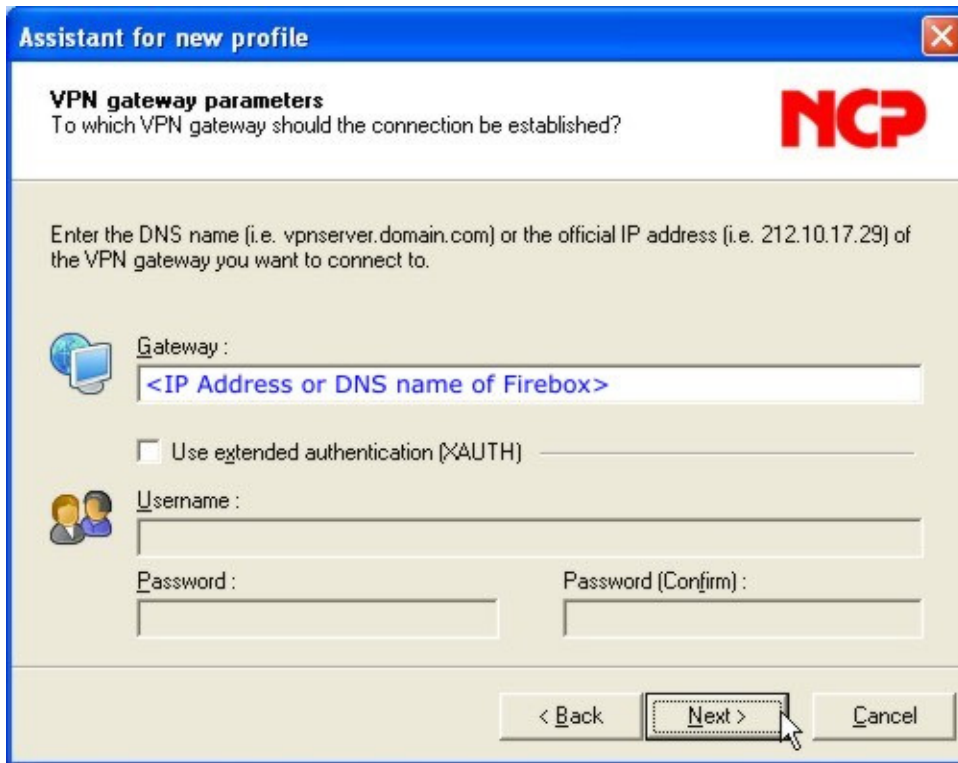 Assistant for new profile
VPN gateway parameters
To which VPN gateway should the connection be established?
NCP
Enter the DNS name (i.e. vpnserver.domain.com) or the official IP address (i.e. 212.10.17.29) of
the VPN gateway you want to connect to.
Gateway :
<IP Address or DNS name of Firebox>
Use extended authentication (XAUTH)
Username :
Password :
Password (Confirm) :
< Back
Next >
Cancel